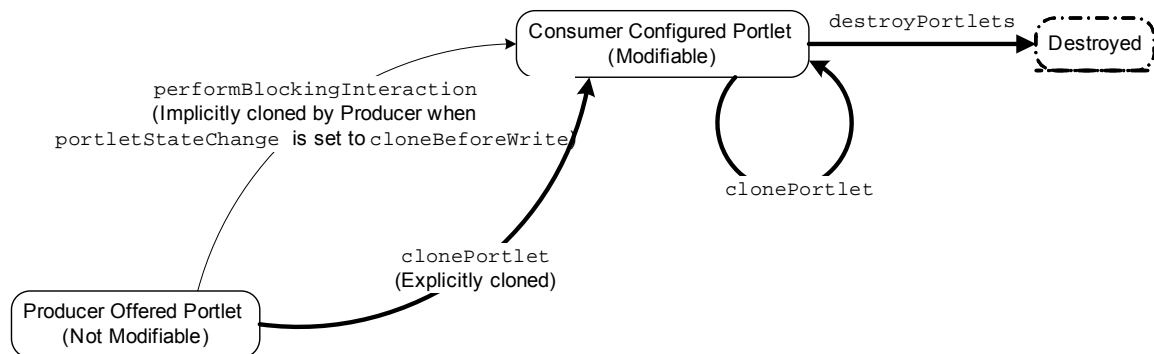 destroyPortlets
Consumer Configured Portlet
(Modifiable)
Destroyed
performBlockingInteraction
(Implicitly cloned by Producer when
portletStateChange is set to cloneBeforeWrite)
clonePortlet
clonePortlet
(Explicitly cloned)
Producer Offered Portlet
(Not Modifiable)